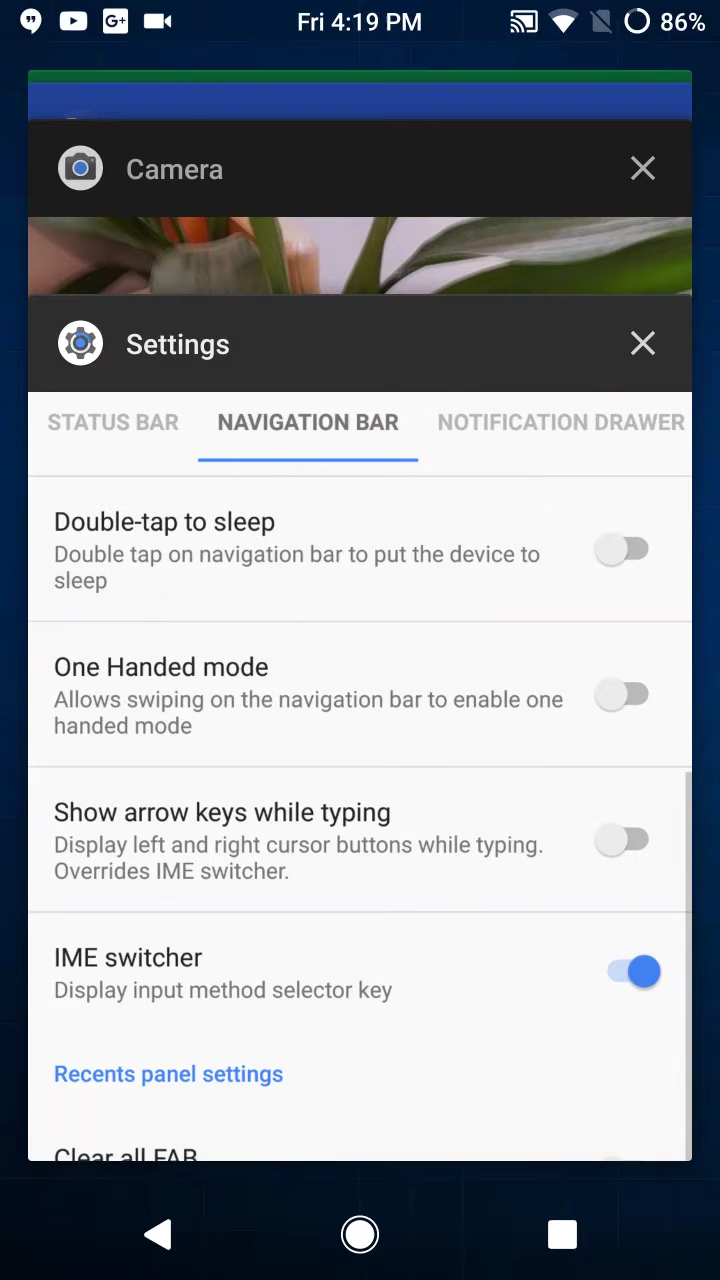 Fri 4:19 PM
86%
Camera
Settings
STATUS BAR
NAVIGATION BAR
NOTIFICATION DRAWER
Double-tap to sleep
Double tap on navigation bar to put the device to
sleep
One Handed mode
Allows swiping on the navigation bar to enable one
handed mode
Show arrow keys while typing
Display left and right cursor buttons while typing.
Overrides IME switcher.
IME switcher
Display input method selector key
Recents panel settings
Clear all FAB